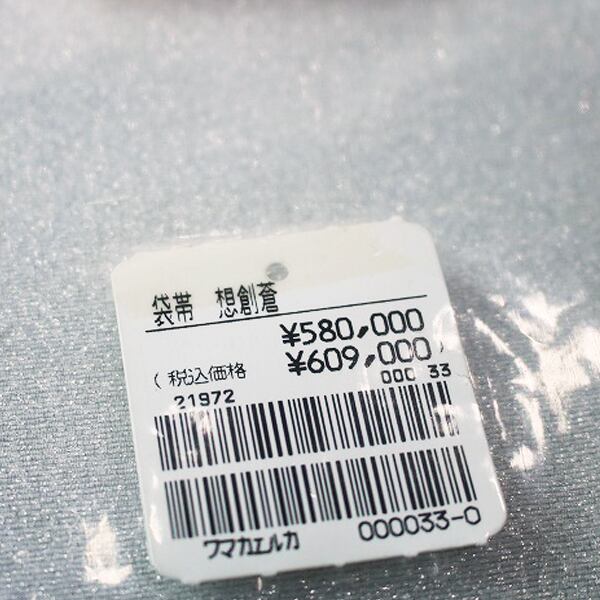 袋帯 想創蒼
¥580,000
(税込価格 ¥609,000)
21972 000 33
ワマカエルカ 000033-0